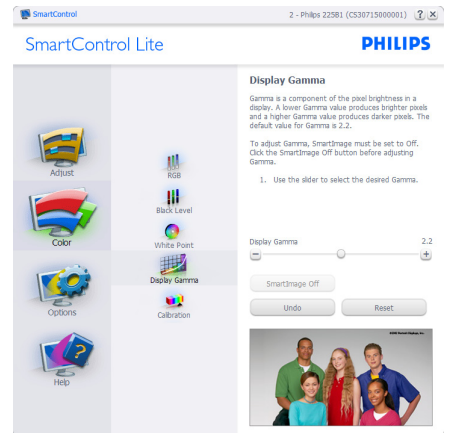 SmartControl
2 - Philips 225B1 (CS30715000001)
?
X
SmartControl Lite
PHILIPS
Adjust
Color
Options
Help
RGB
Black Level
White Point
Display Gamma
Calibration
Display Gamma
Gamma is a component of the pixel brightness in a
display. A lower Gamma value produces brighter pixels
and a higher Gamma value produces darker pixels. The
default value for Gamma is 2.2.
To adjust Gamma, SmartImage must be set to Off.
Click the SmartImage Off button before adjusting
Gamma.
1. Use the slider to select the desired Gamma.
Display Gamma
2.2
SmartImage Off
Undo
Reset